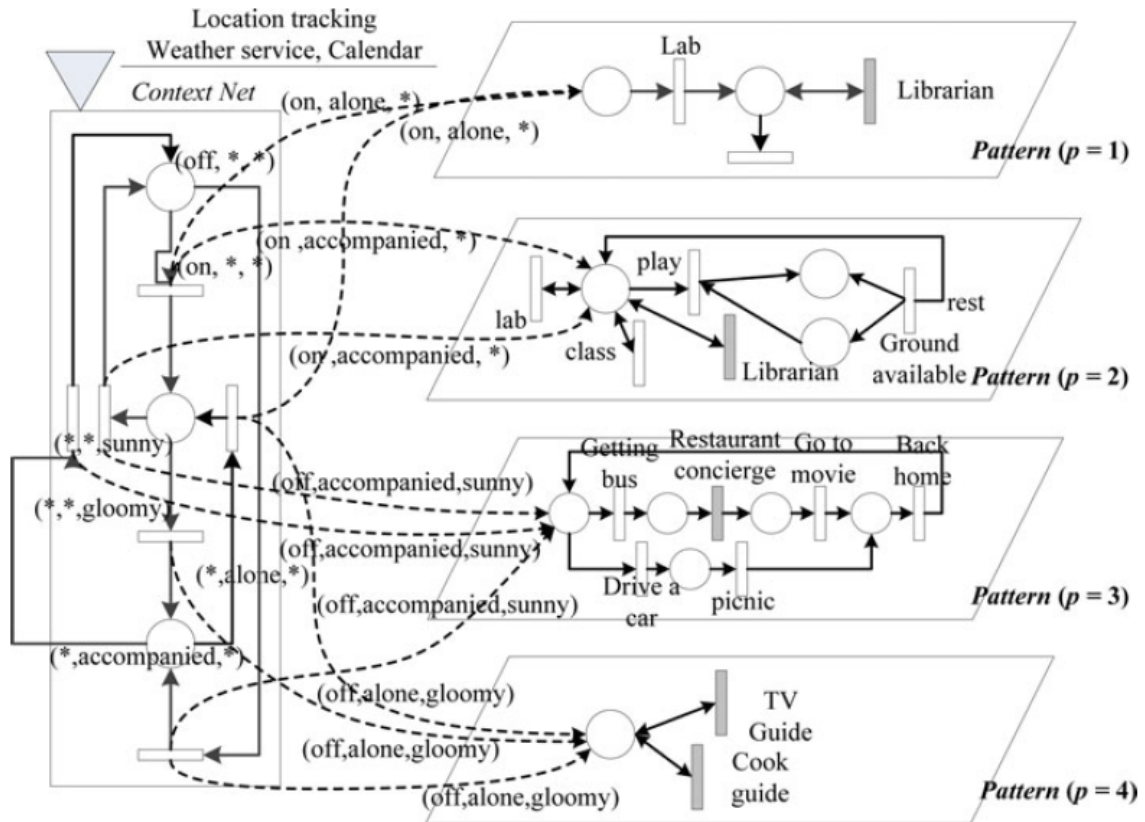 Location tracking
Weather service, Calendar
Context Net
(on, alone, *)
(on, alone, *)
Lab
Librarian
Pattern (p = 1)
(off, *, *)
(on ,accompanied, *)
(on, *, *)
(on ,accompanied, *)
play
lab
class
Librarian
rest
Ground
available
Pattern (p = 2)
(*,*,sunny)
(*,*,gloomy)
(off,accompanied,sunny)
(off,accompanied,sunny)
(*,alone,*)
(off,accompanied,sunny)
Getting
bus
Restaurant
concierge
Go to
movie
Back
home
Drive a
car
picnic
Pattern (p = 3)
(*,accompanied,*)
(off,alone,gloomy)
(off,alone,gloomy)
(off,alone,gloomy)
TV
Guide
Cook
guide
Pattern (p = 4)